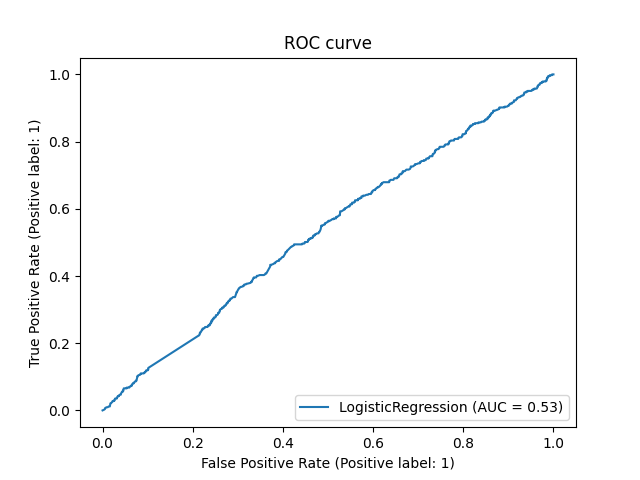 ROC curve
True Positive Rate (Positive label: 1)
1.0
0.8
0.6
0.4
0.2
0.0
LogisticRegression (AUC = 0.53)
0.0 0.2 0.4 0.6 0.8 1.0
False Positive Rate (Positive label: 1)